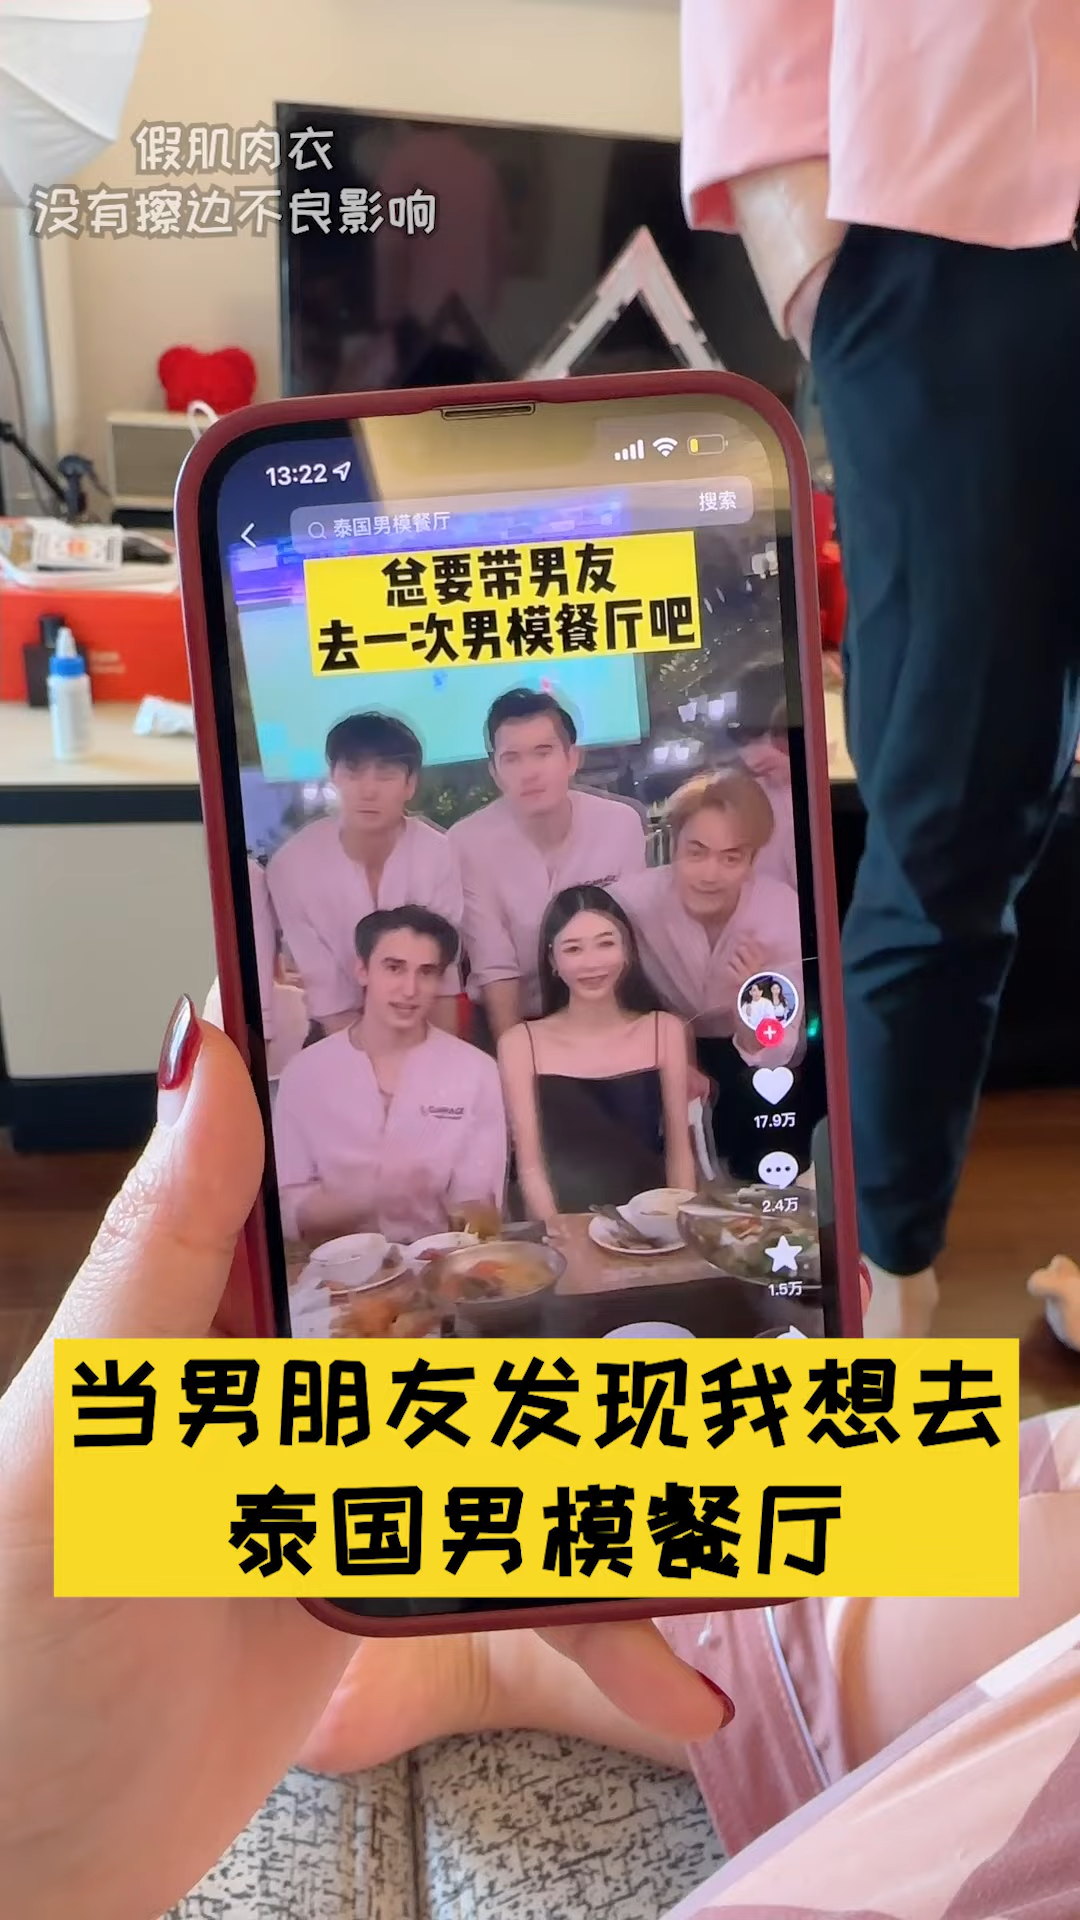 假肌肉衣
没有擦边不良影响
13:22
泰国男模餐厅
搜索
总要带男友
去一次男模餐厅吧
GARAGE
17.9万
2.4万
1.5万
当男朋友发现我想去
泰国男模餐厅